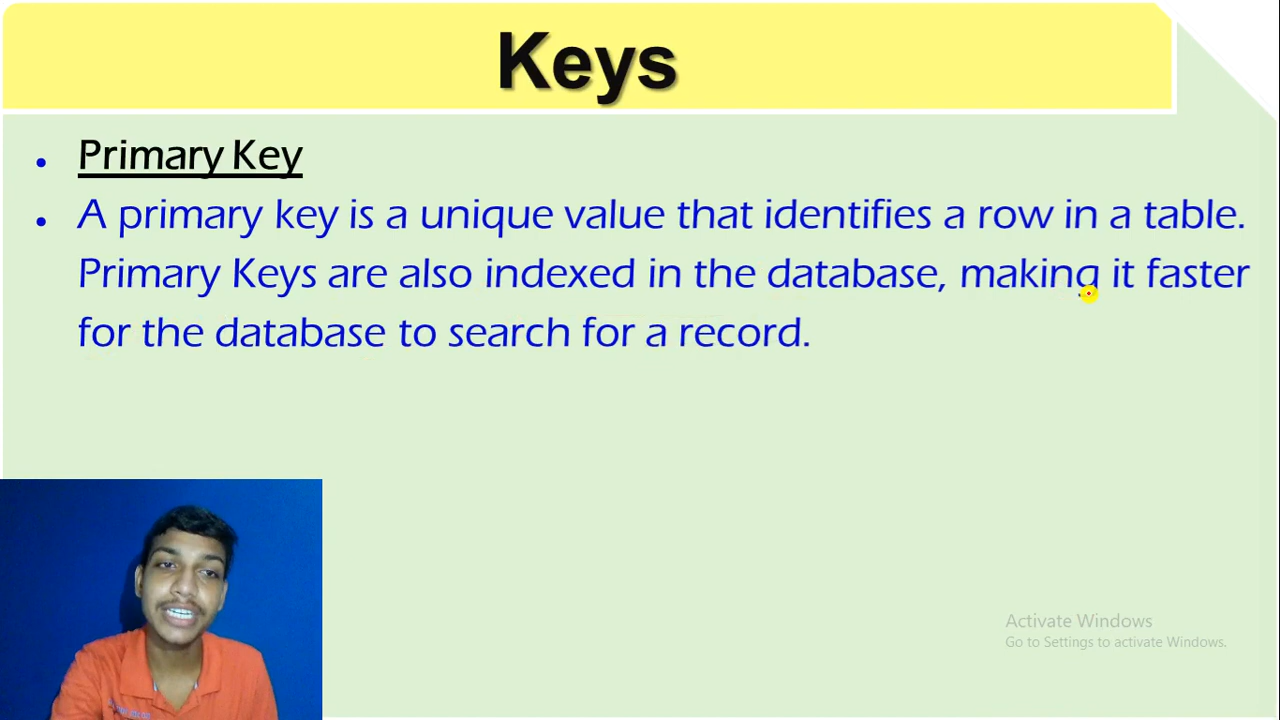 Keys
Primary Key
A primary key is a unique value that identifies a row in a table.
Primary Keys are also indexed in the database, making it faster
for the database to search for a record.
Activate Windows
Go to Settings to activate Windows.